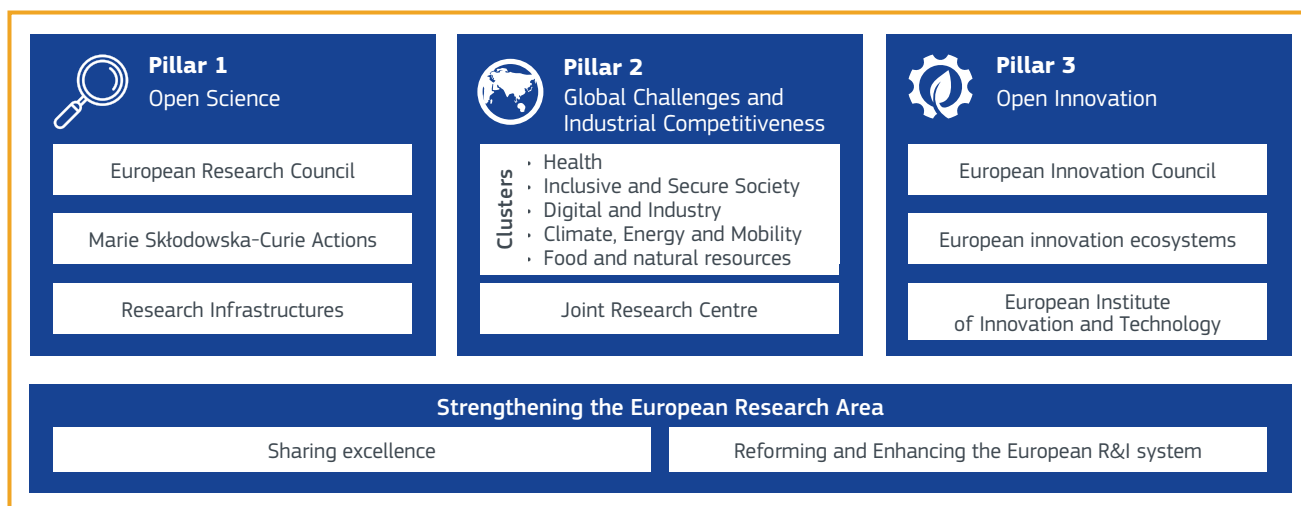 Pillar 1
Open Science
European Research Council
Marie Skłodowska-Curie Actions
Research Infrastructures
Pillar 2
Global Challenges and
Industrial Competitiveness
Clusters
· Health
· Inclusive and Secure Society
· Digital and Industry
· Climate, Energy and Mobility
· Food and natural resources
Joint Research Centre
Pillar 3
Open Innovation
European Innovation Council
European innovation ecosystems
European Institute
of Innovation and Technology
Strengthening the European Research Area
Sharing excellence
Reforming and Enhancing the European R&I system